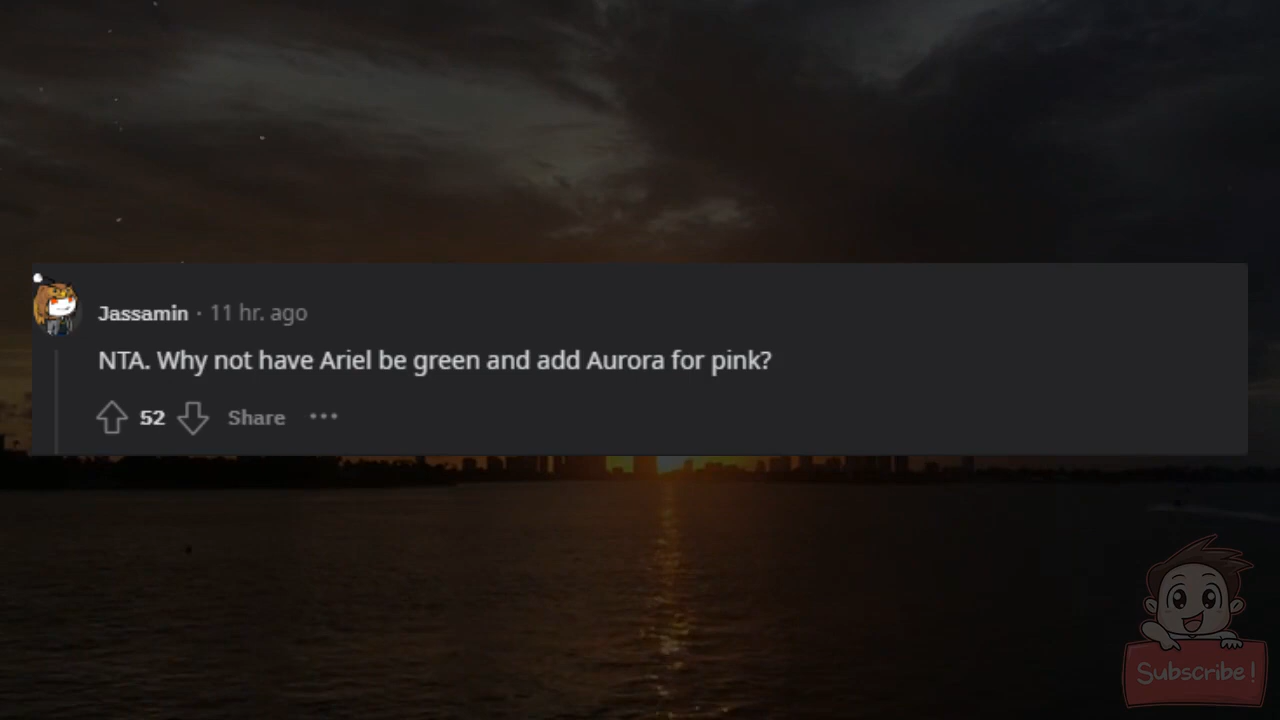 Jassamin · 11 hr. ago
NTA. Why not have Ariel be green and add Aurora for pink?
52 Share •••
Subscribe!